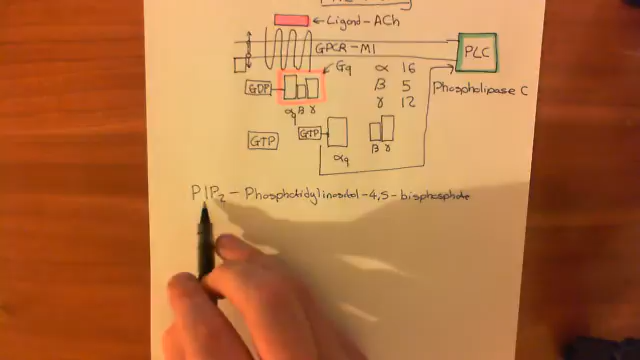 Ligand-ACh
GPCR-M1
PLC
Gq
α 16
β 5
γ 12
GDP
Phospholipase C
αq β γ
GTP
GTP
αq
β γ
PIP2 - Phosphatidylinositol-4,5-bisphosphate